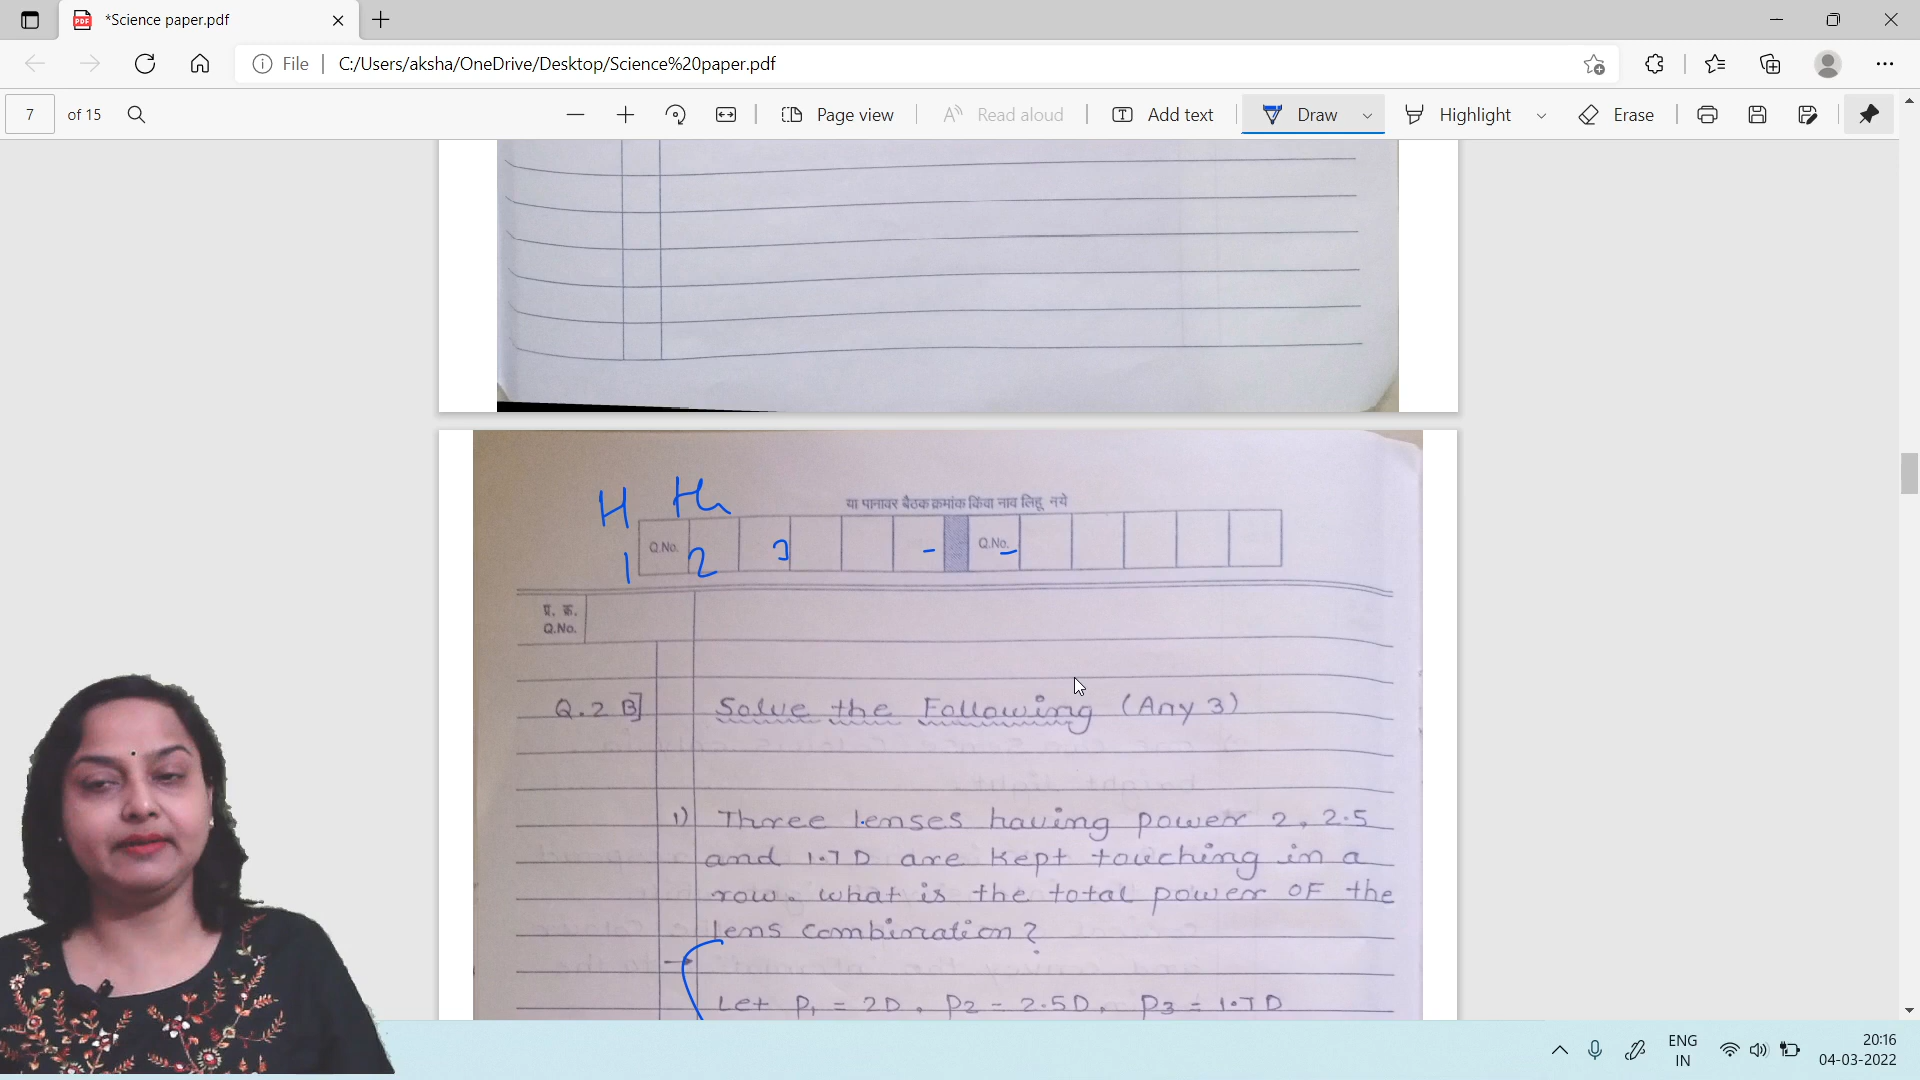 *Science paper.pdf
File C:/Users/aksha/OneDrive/Desktop/Science%20paper.pdf
7 of 15 Page view Read aloud Add text Draw Highlight Erase
H Th
या पानावर बैठक क्रमांक किंवा नाव लिहू नये
1 Q.No. 2 Q.No.
प्र. क्र.
Q.No.
Q.2 B] Solve the Following (Any 3)
1) Three lenses having power 2, 2.5
and 1.7 D are kept touching in a
row. what is the total power of the
lens combination?
Let P1 = 2D, P2 = 2.5D, P3 = 1.7D
ENG
IN
20:16
04-03-2022